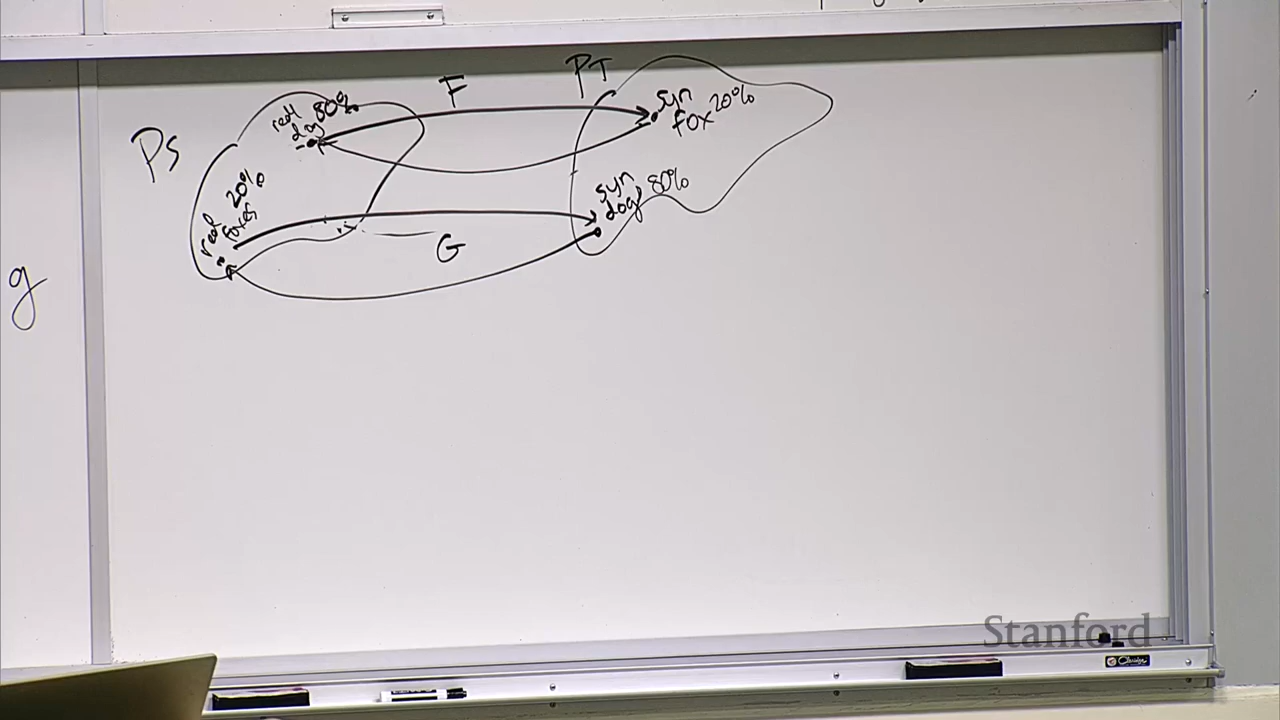 PS
real
dog 80%
F
PT
syn
fox 20%
real
foxes 20%
syn
dog 80%
G
g
Stanford